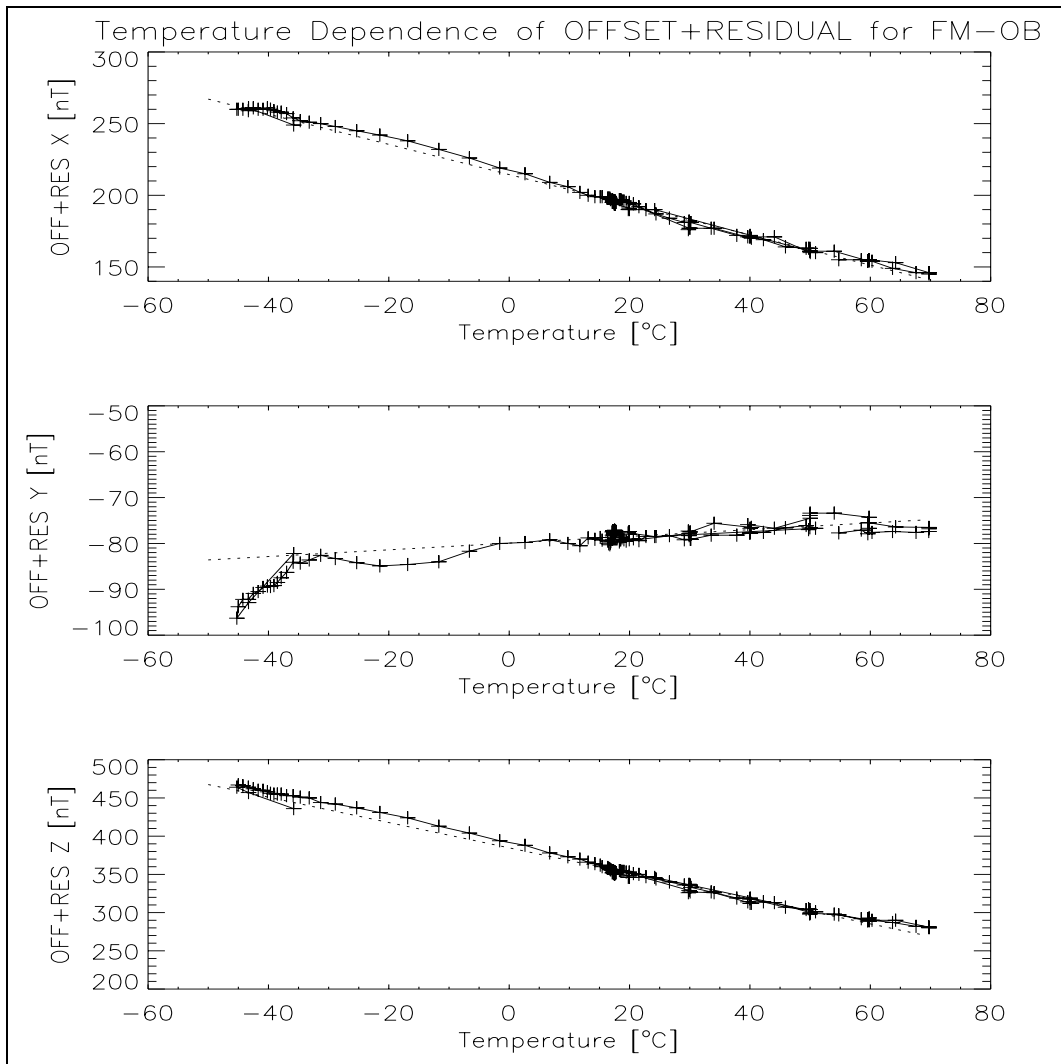 Temperature Dependence of OFFSET+RESIDUAL for FM-OB
OFF+RES X [nT]
300
250
200
150
-60 -40 -20 0 20 40 60 80
Temperature [°C]
OFF+RES Y [nT]
-50
-60
-70
-80
-90
-100
-60 -40 -20 0 20 40 60 80
Temperature [°C]
OFF+RES Z [nT]
500
450
400
350
300
250
200
-60 -40 -20 0 20 40 60 80
Temperature [°C]